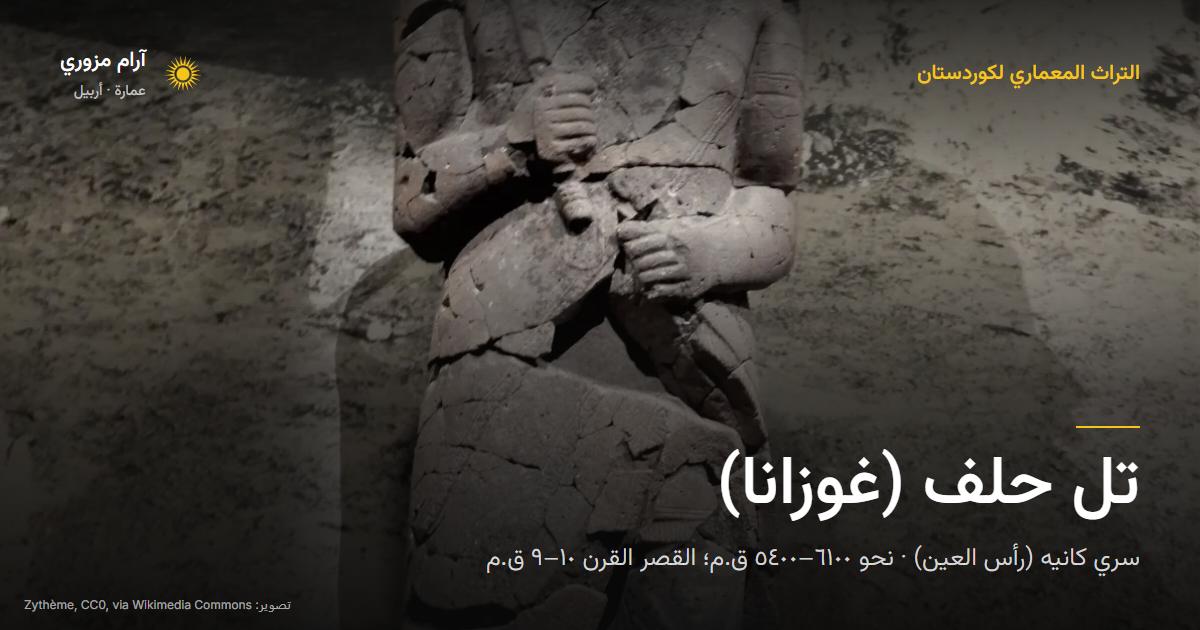 التراث المعماري لكوردستان
آرام مزوري
عمارة · أربيل
تل حلف (غوزانا)
سري كانيه (رأس العين) · نحو ٦١٠٠–٥٤٠٠ ق.م؛ القصر القرن ١٠–٩ ق.م
تصوير: Zythème, CC0, via Wikimedia Commons